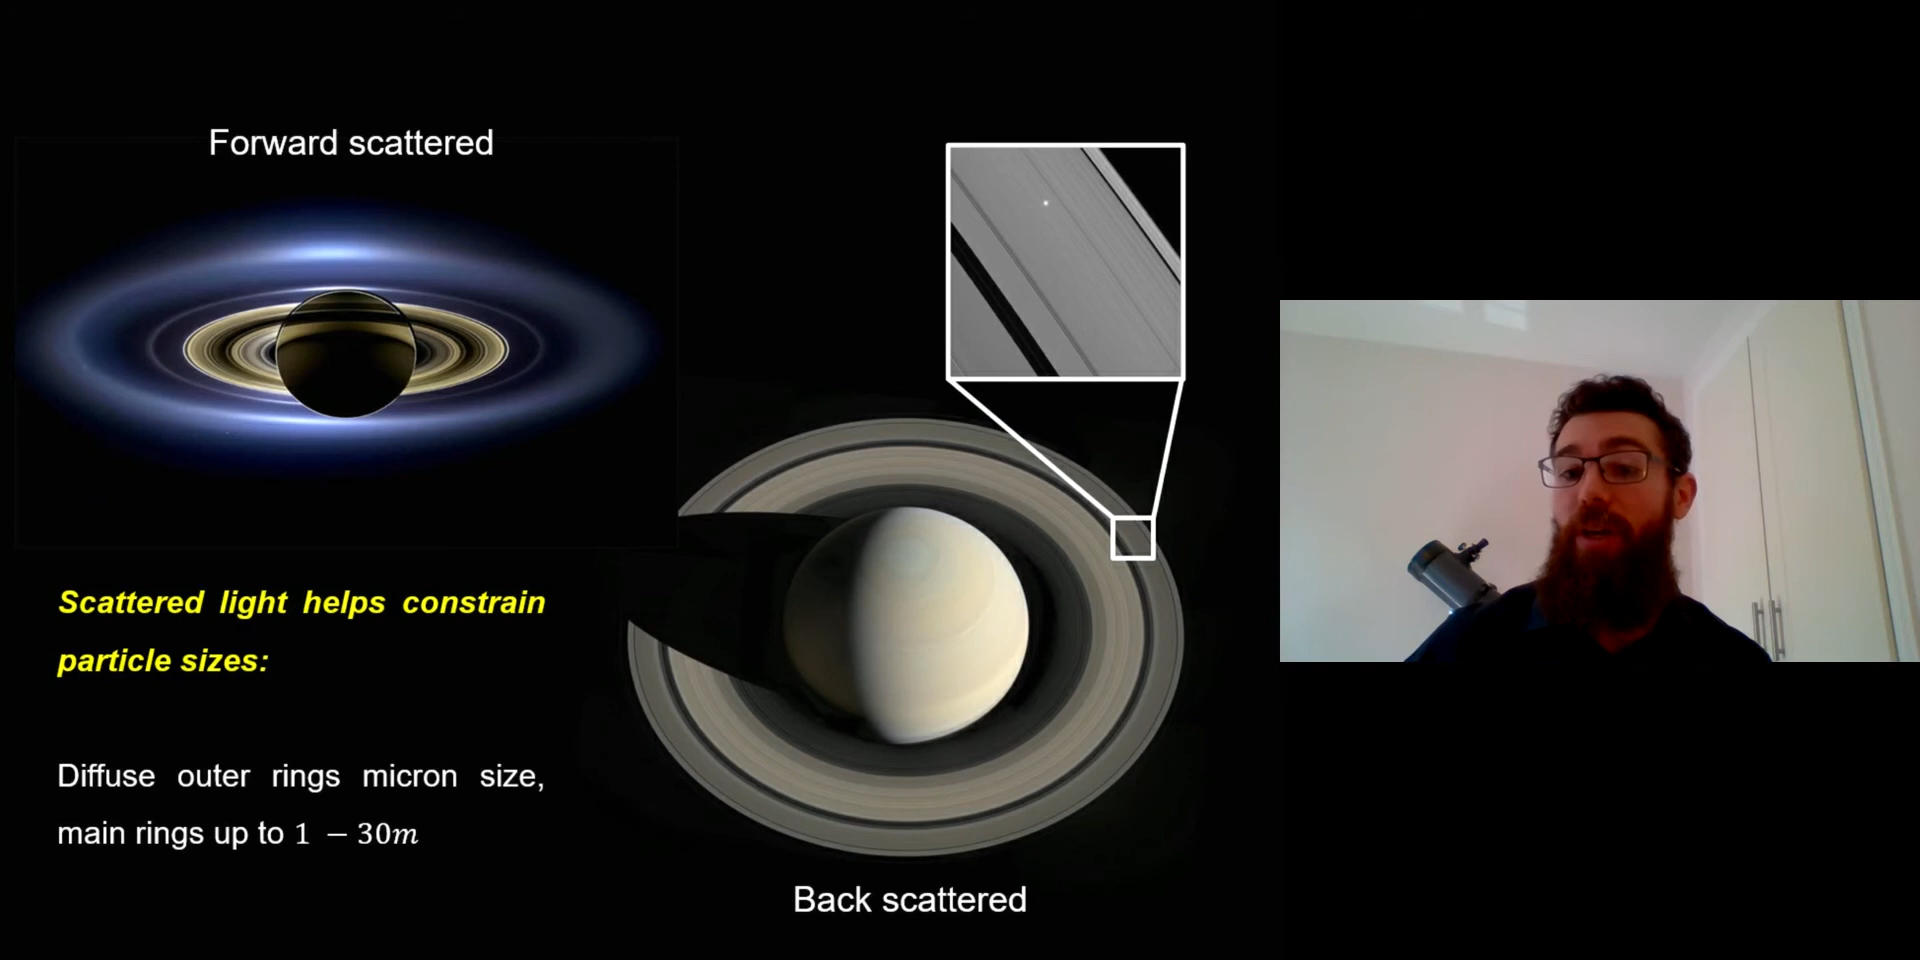 Forward scattered
Scattered light helps constrain
particle sizes:
Diffuse outer rings micron size,
main rings up to 1 − 30m
Back scattered